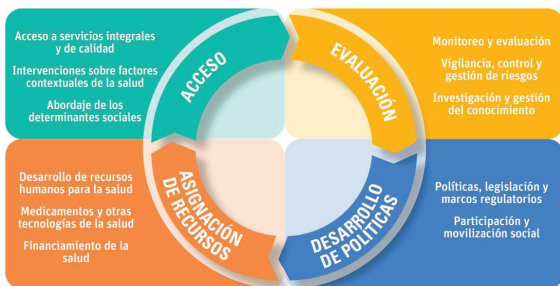 Acceso a servicios integrales
y de calidad
Intervenciones sobre factores
contextuales de la salud
Abordaje de los
determinantes sociales
ACCESO
EVALUACIÓN
Monitoreo y evaluación
Vigilancia, control y
gestión de riesgos
Investigación y gestión
del conocimiento
Desarrollo de recursos
humanos para la salud
Medicamentos y otras
tecnologías de la salud
Financiamiento de la
salud
ASIGNACIÓN
DE RECURSOS
DESARROLLO
DE POLÍTICAS
Políticas, legislación y
marcos regulatorios
Participación y
movilización social